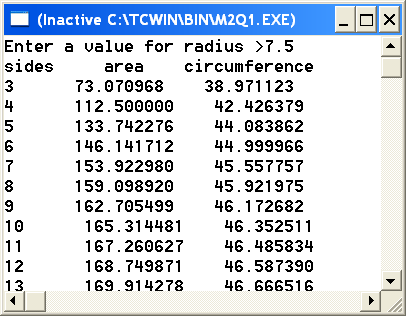 (Inactive C:\TCWIN\BIN\M2Q1.EXE)
Enter a value for radius >7.5
sides area circumference
3 73.070968 38.971123
4 112.500000 42.426379
5 133.742276 44.083862
6 146.141712 44.999966
7 153.922980 45.557757
8 159.098920 45.921975
9 162.705499 46.172682
10 165.314481 46.352511
11 167.260627 46.485834
12 168.749871 46.587390
13 169.914278 46.666516